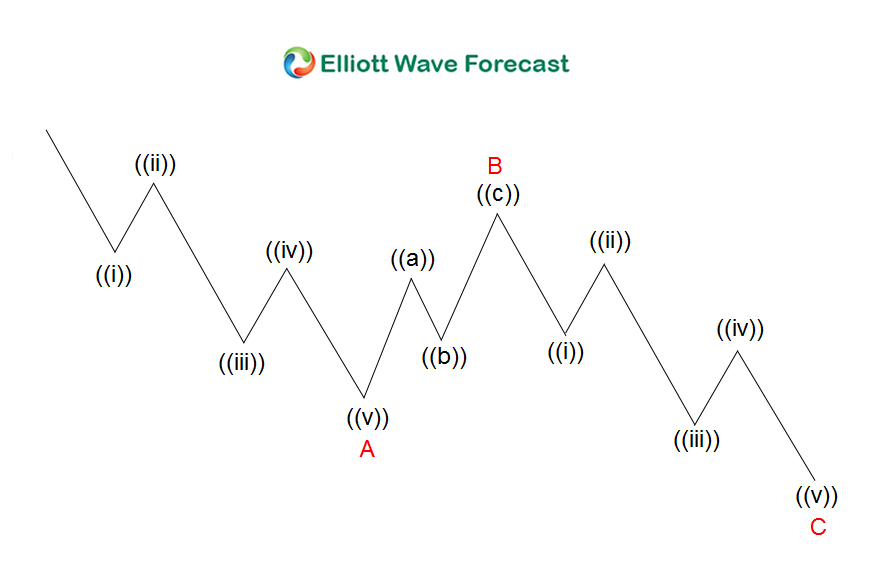 Elliott Wave Forecast
((i))
((ii))
((iii))
((iv))
((v))
A
((a))
((b))
B
((c))
((i))
((ii))
((iii))
((iv))
((v))
C